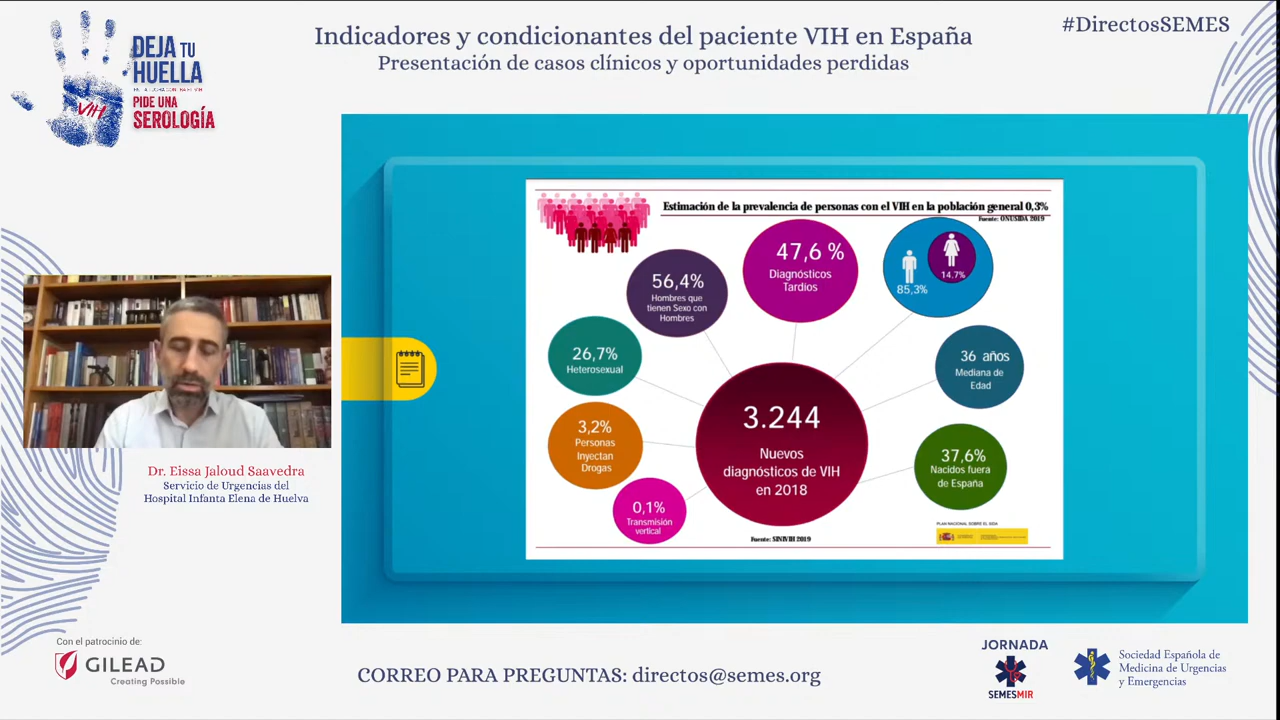 DEJA TU
HUELLA
PIDE UNA
SEROLOGÍA
VIH
Indicadores y condicionantes del paciente VIH en España
Presentación de casos clínicos y oportunidades perdidas
#DirectosSEMES
Estimación de la prevalencia de personas con el VIH en la población general 0,3%
Fuente: ONUSIDA 2019
47,6 %
Diagnósticos
Tardíos
85,3%
14.7%
56,4%
Hombres que
tienen Sexo con
Hombres
26,7%
Heterosexual
36 años
Mediana de
Edad
3.244
Nuevos
diagnósticos de VIH
en 2018
3,2%
Personas
Inyectan
Drogas
37,6%
Nacidos fuera
de España
0,1%
Transmisión
vertical
Fuente: SINIVIH 2019
PLAN NACIONAL SOBRE EL SIDA
Dr. Eissa Jaloud Saavedra
Servicio de Urgencias del
Hospital Infanta Elena de Huelva
Con el patrocinio de:
GILEAD
Creating Possible
CORREO PARA PREGUNTAS: directos@semes.org
JORNADA
SEMESMIR
Sociedad Española de
Medicina de Urgencias
y Emergencias